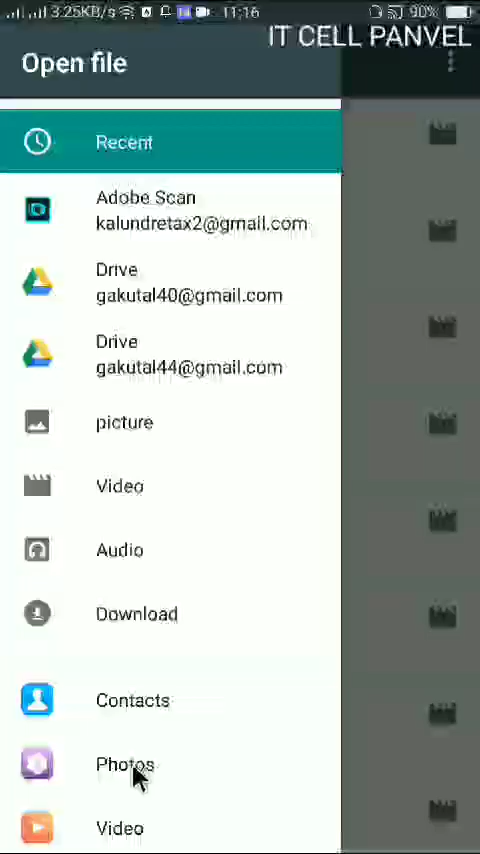 3.25KB/s 11:16 90%
IT CELL PANVEL
Open file
Recent
Adobe Scan
kalundretax2@gmail.com
Drive
gakutal40@gmail.com
Drive
gakutal44@gmail.com
picture
Video
Audio
Download
Contacts
Photos
Video